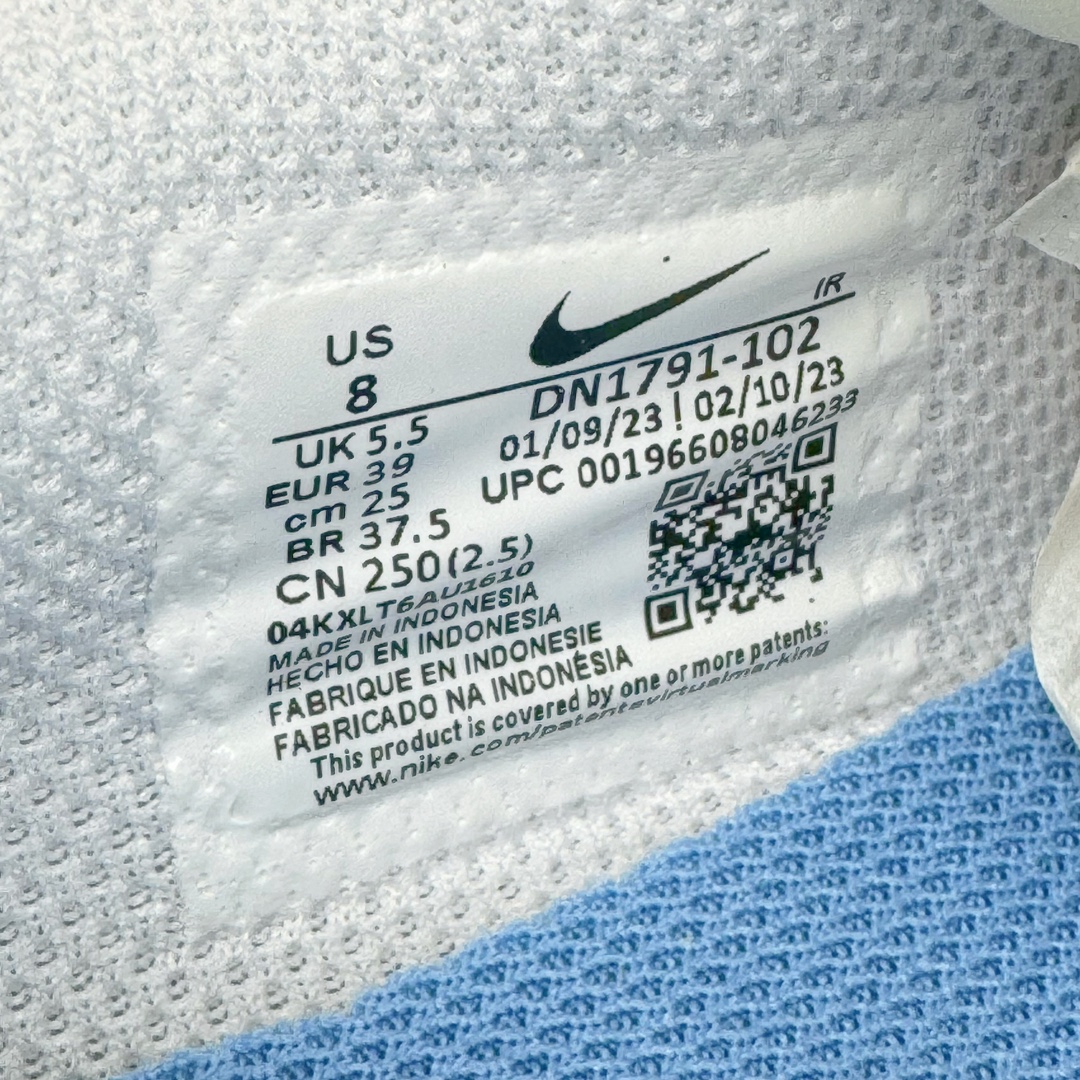 US
8
IR
DN1791-102
UK 5.5
01/09/23 ! 02/10/23
EUR 39
UPC 00196608046233
cm 25
BR 37.5
CN 250(2.5)
04KXLT6AU1610
MADE IN INDONESIA
HECHO EN INDONESIA
FABRIQUE EN INDONESIE
FABRICADO NA INDONÉSIA
This product is covered by one or more patents:
www.nike.com/patentsvirtualmarking